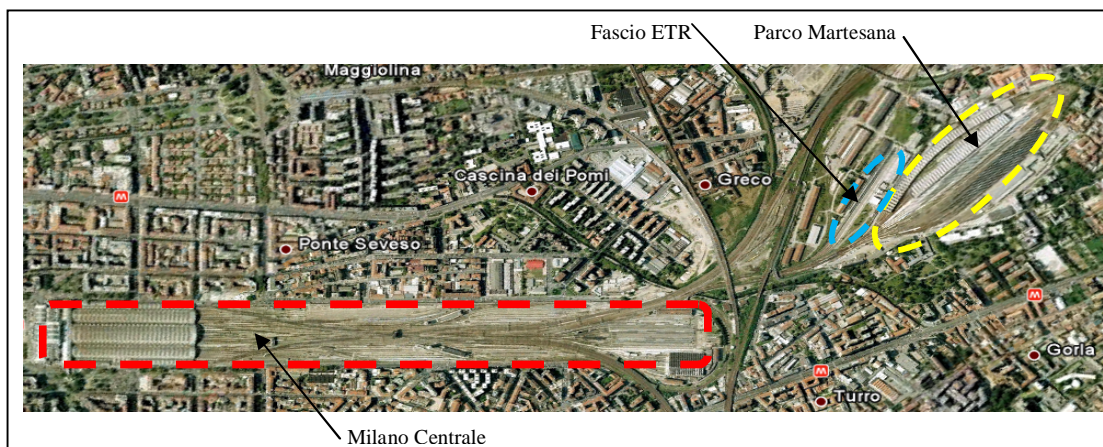 Fascio ETR
Parco Martesana
Maggiolina
Cascina dei Pomi
Greco
M
Ponte Seveso
M
Gorla
M
Turro
Milano Centrale